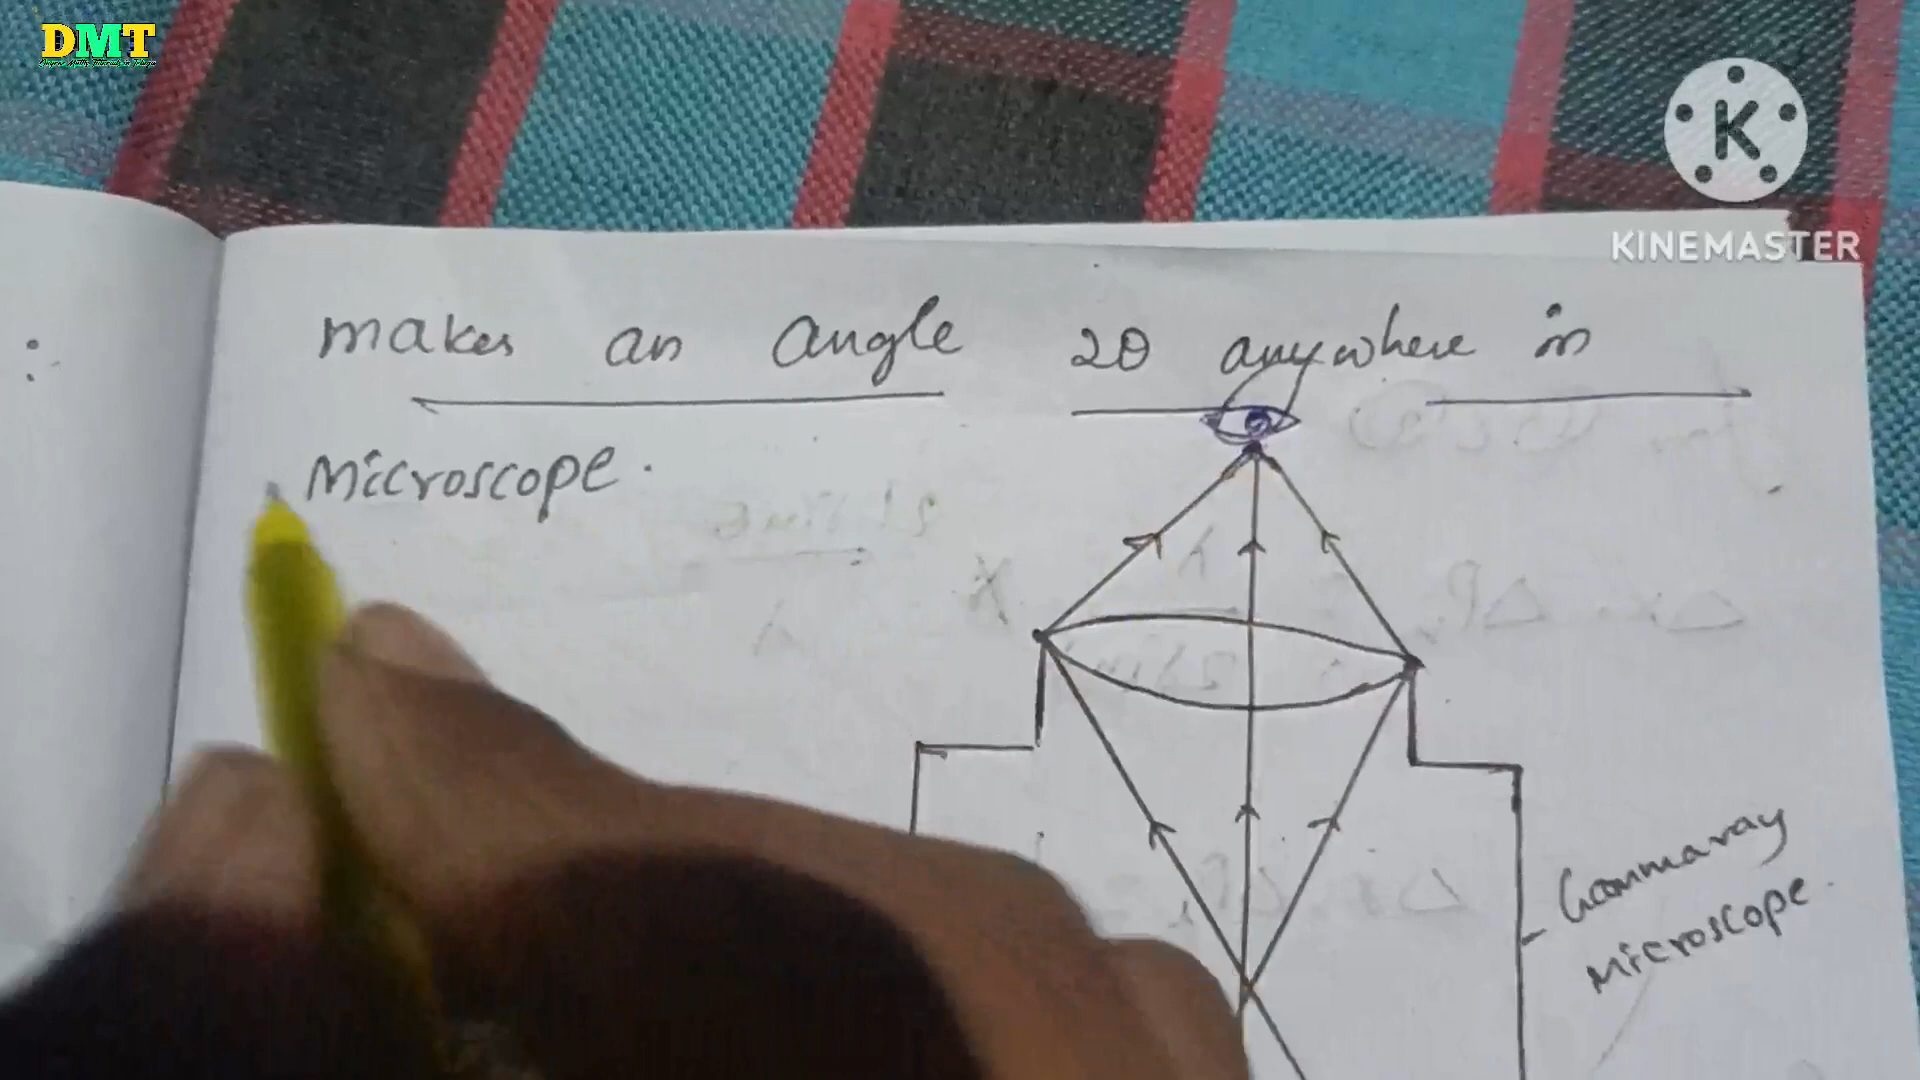 DMT
KINEMASTER
makes an angle 2θ anywhere in
Microscope.
Gammaray
Microscope.